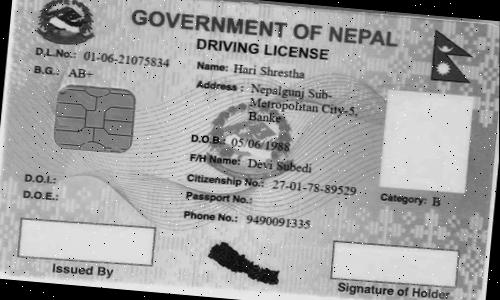 GOVERNMENT OF NEPAL
DRIVING LICENSE
D.L.No.: 01-06-21075834
B.G.: AB+
Name: Hari Shrestha
Address : Nepalgunj Sub-
Metropolitan City-5,
Banke
D.O.B.: 05/06/1988
F/H Name: Devi Subedi
Citizenship No.: 27-01-78-89529
Passport No.:
Phone No.: 9490091335
D.O.I.:
D.O.E.:
Category: B
Issued By
Signature of Holder